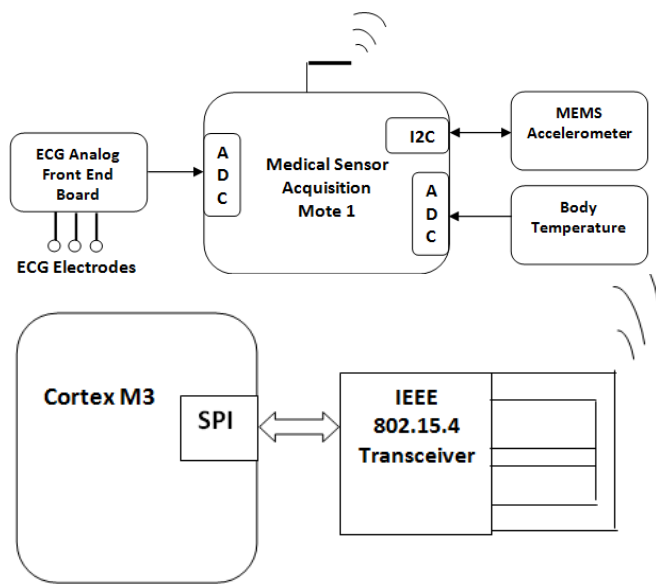 ECG Analog
Front End
Board
ECG Electrodes
A
D
C
Medical Sensor
Acquisition
Mote 1
I2C
A
D
C
MEMS
Accelerometer
Body
Temperature
Cortex M3
SPI
IEEE
802.15.4
Transceiver